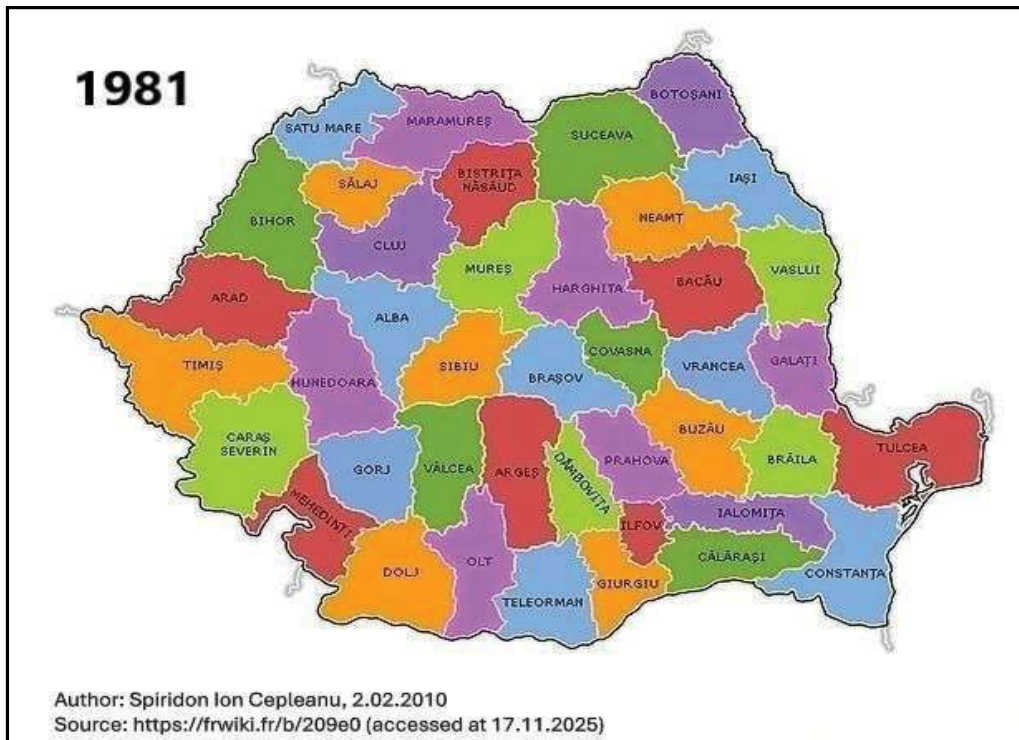 1981
BOTOȘANI
SATU MARE
MARAMUREȘ
SUCEAVA
SĂLAJ
BISTRIȚA
NĂSĂUD
IAȘI
BIHOR
CLUJ
NEAMȚ
MUREȘ
HARGHITA
BACĂU
VASLUI
ARAD
ALBA
TIMIȘ
HUNEDOARA
SIBIU
BRAȘOV
COVASNA
VRANCEA
GALAȚI
CARAȘ
SEVERIN
GORJ
VÂLCEA
ARGEȘ
DÂMBOVIȚA
PRAHOVA
BUZĂU
BRĂILA
TULCEA
MEHEDINȚI
ILFOV
IALOMIȚA
DOLJ
OLT
TELEORMAN
GIURGIU
CĂLĂRAȘI
CONSTANȚA
Author: Spiridon Ion Cepleanu, 2.02.2010
Source: https://frwiki.fr/b/209e0 (accessed at 17.11.2025)